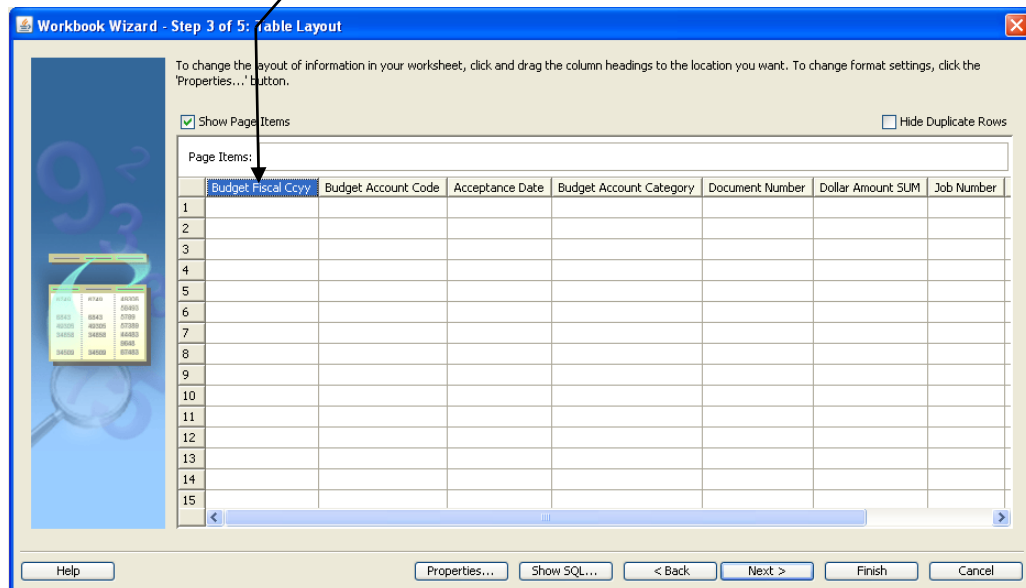 Workbook Wizard - Step 3 of 5: Table Layout
To change the layout of information in your worksheet, click and drag the column headings to the location you want. To change format settings, click the
'Properties...' button.
Show Page Items Hide Duplicate Rows
Page Items:
Budget Fiscal Ccyy Budget Account Code Acceptance Date Budget Account Category Document Number Dollar Amount SUM Job Number
1
2
3
4
5
6
7
8
9
10
11
12
13
14
15
Help Properties... Show SQL... < Back Next > Finish Cancel